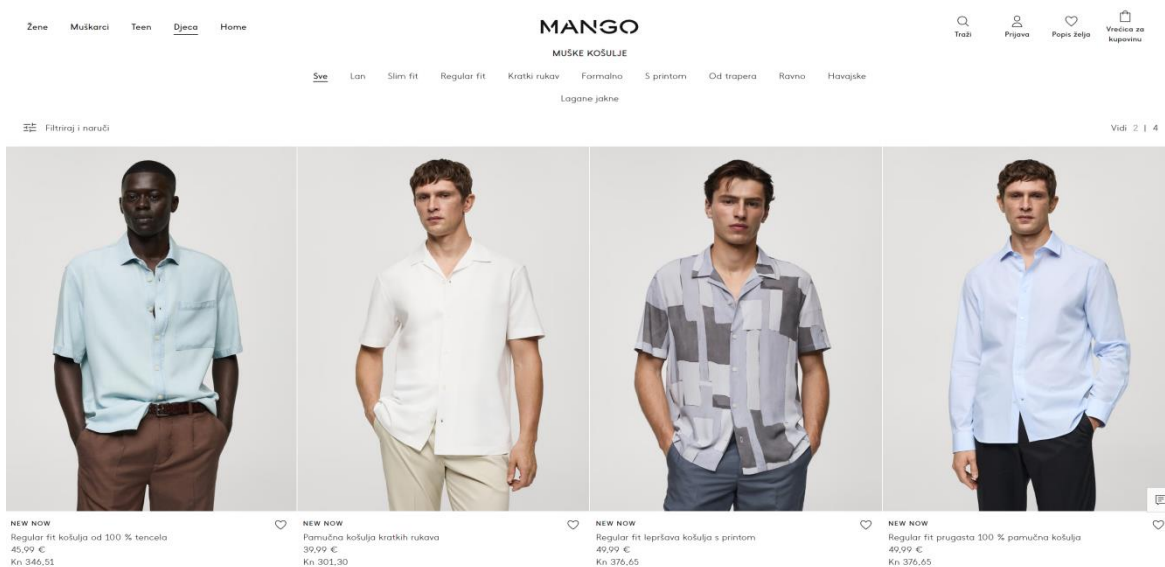 Žene Muškarci Teen Djeca Home
MANGO
Traži Prijava Popis želja Vrećica za
kupovinu
MUŠKE KOŠULJE
Sve Lan Slim fit Regular fit Kratki rukav Formalno S printom Od trapera Ravno Havajske
Lagane jakne
Filtriraj i naruči
Vidi 2 | 4
NEW NOW
Regular fit košulja od 100 % tencela
45,99 €
Kn 346,51
NEW NOW
Pamučna košulja kratkih rukava
39,99 €
Kn 301,30
NEW NOW
Regular fit lepršava košulja s printom
49,99 €
Kn 376,65
NEW NOW
Regular fit prugasta 100 % pamučna košulja
49,99 €
Kn 376,65